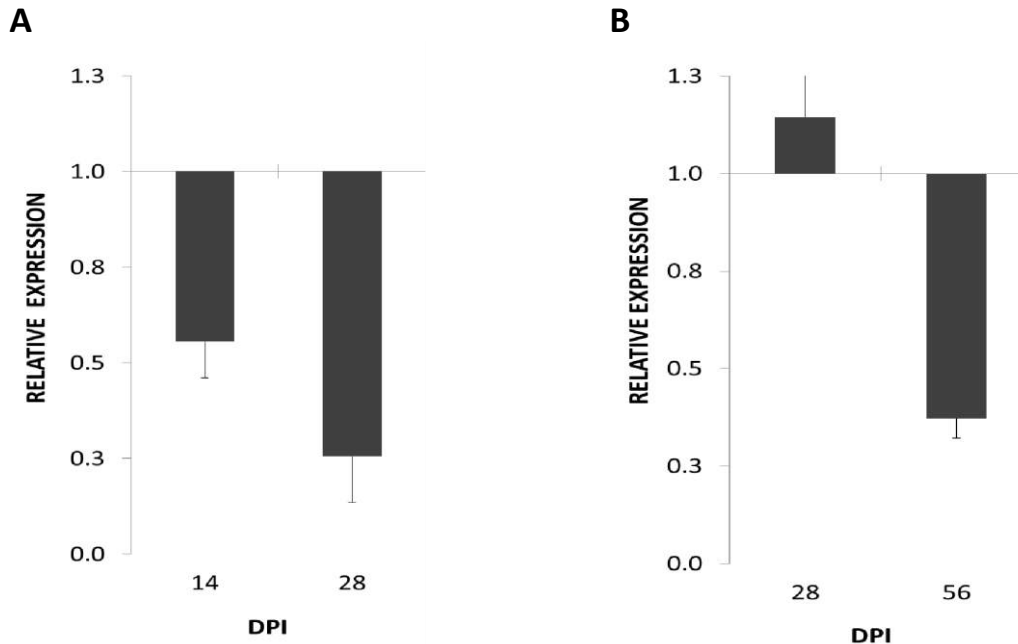 A
1.3
1.0
0.8
0.5
0.3
0.0
RELATIVE EXPRESSION
14 28
DPI
B
1.3
1.0
0.8
0.5
0.3
0.0
RELATIVE EXPRESSION
28 56
DPI